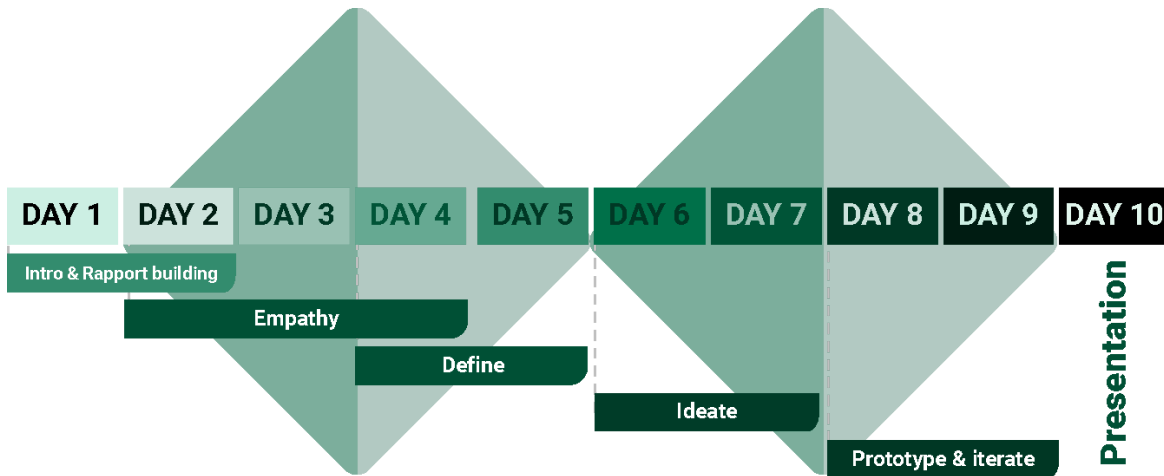 DAY 1
DAY 2
DAY 3
DAY 4
DAY 5
DAY 6
DAY 7
DAY 8
DAY 9
DAY 10
Intro & Rapport building
Empathy
Define
Ideate
Prototype & iterate
Presentation